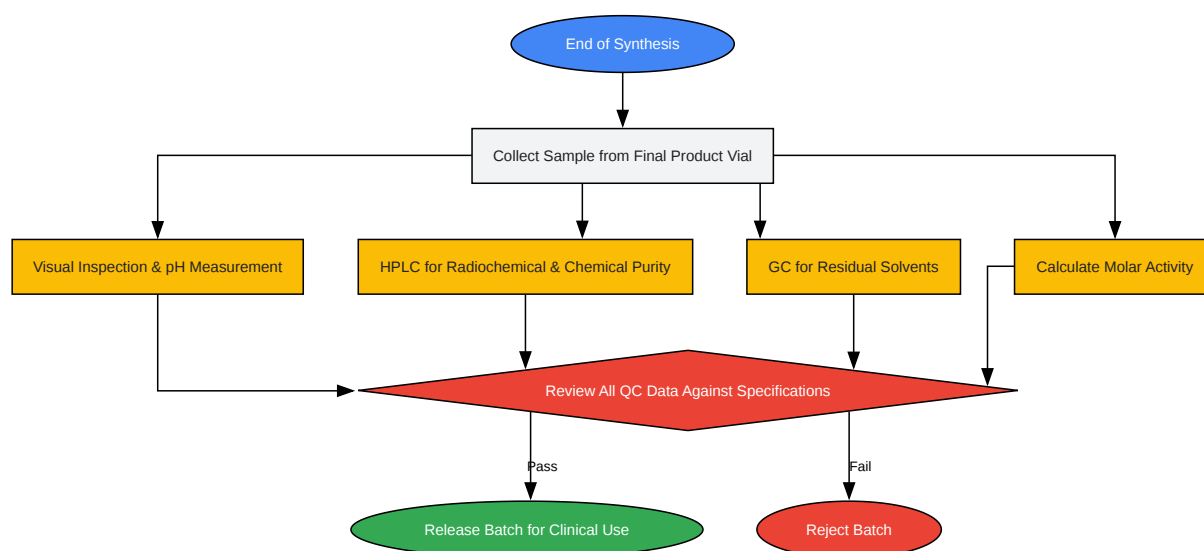 End of Synthesis
Collect Sample from Final Product Vial
Visual Inspection & pH Measurement
HPLC for Radiochemical & Chemical Purity
GC for Residual Solvents
Calculate Molar Activity
Review All QC Data Against Specifications
Pass
Fail
Release Batch for Clinical Use
Reject Batch